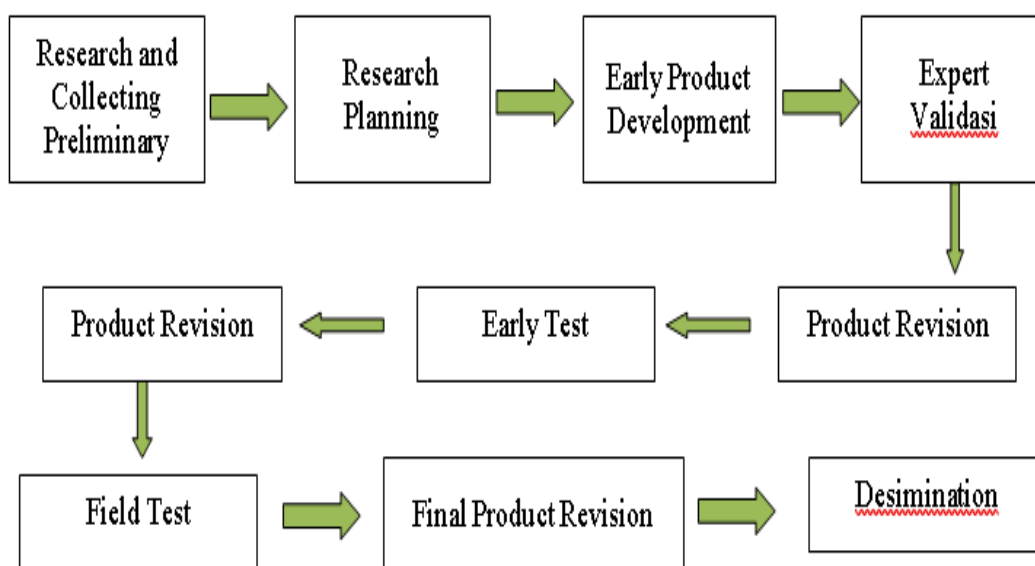 Research and
Collecting
Preliminary
Research
Planning
Early Product
Development
Expert
Validasi
Product Revision
Early Test
Product Revision
Field Test
Final Product Revision
Desimination